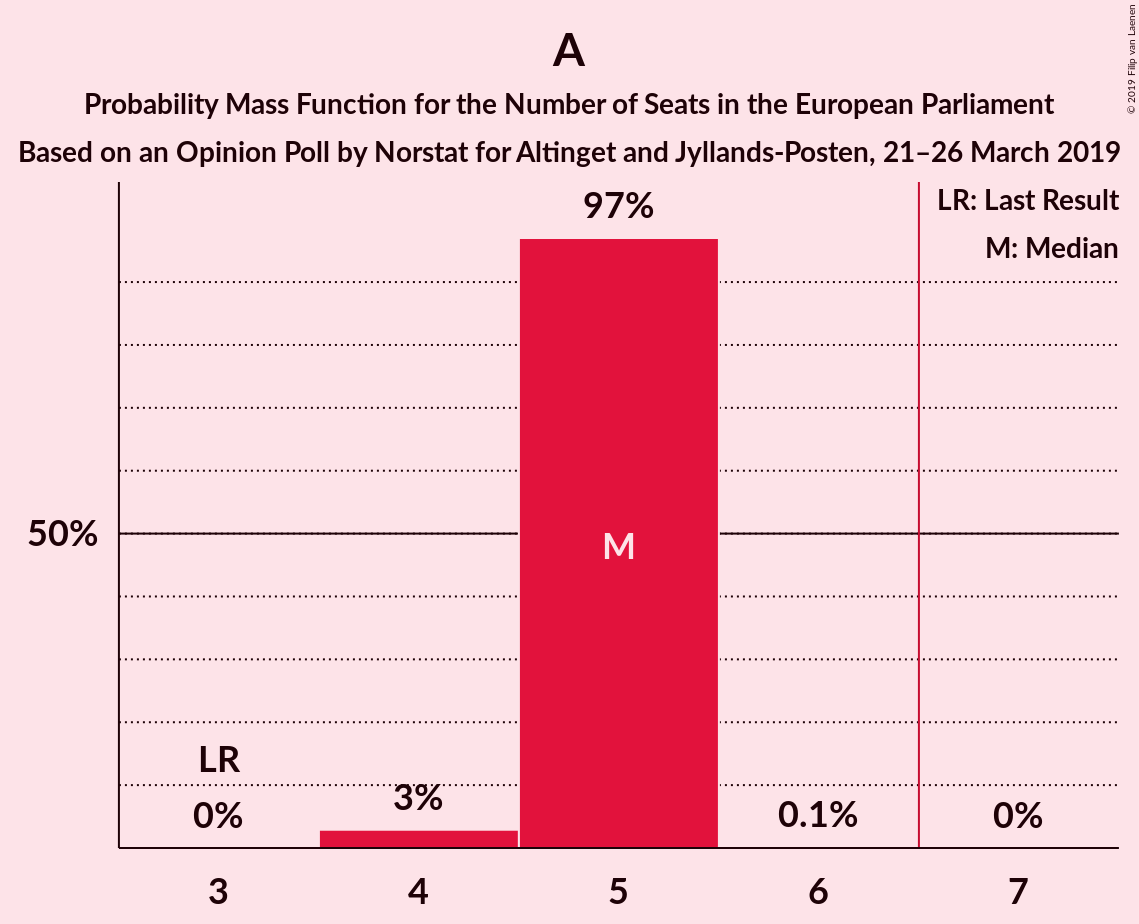 A
Probability Mass Function for the Number of Seats in the European Parliament
Based on an Opinion Poll by Norstat for Altinget and Jyllands-Posten, 21–26 March 2019
© 2019 Filip van Laenen
LR: Last Result
M: Median
97%
50%
M
LR
0%
3%
0.1%
0%
3 4 5 6 7